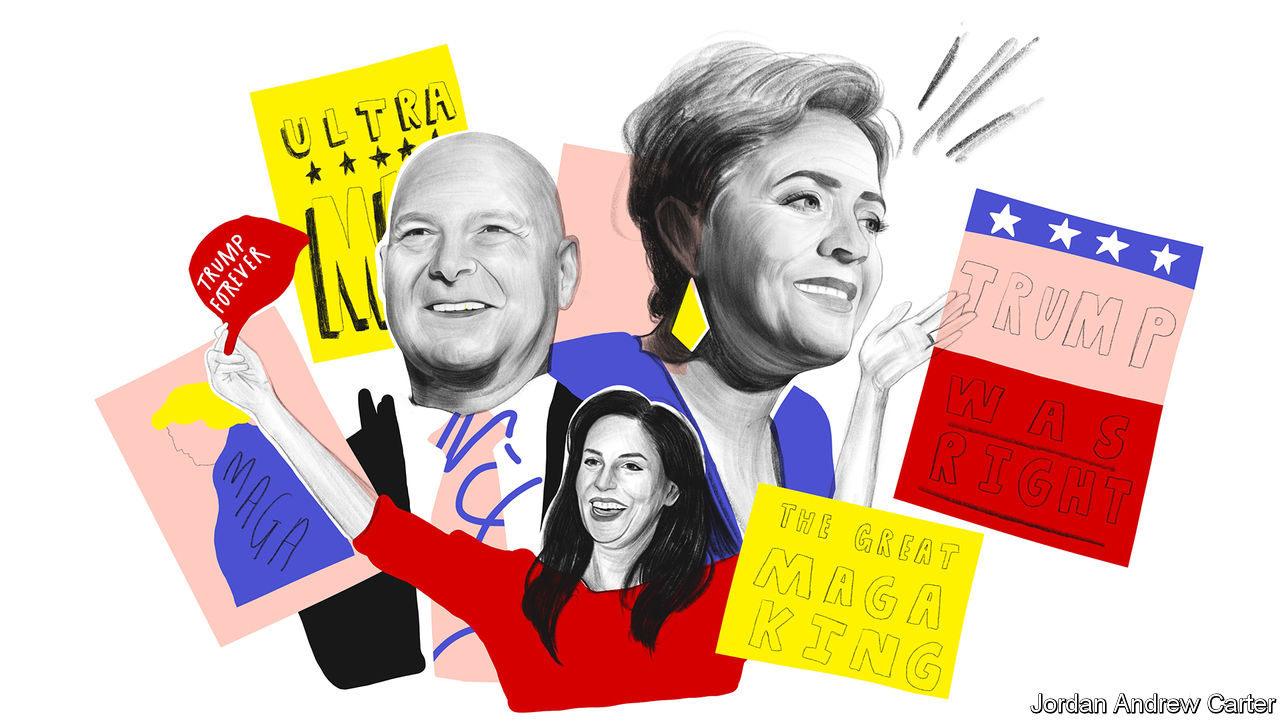 ULTRA
TRUMP
FOREVER
MAGA
TRUMP
WAS
RIGHT
THE GREAT
MAGA
KING
Jordan Andrew Carter